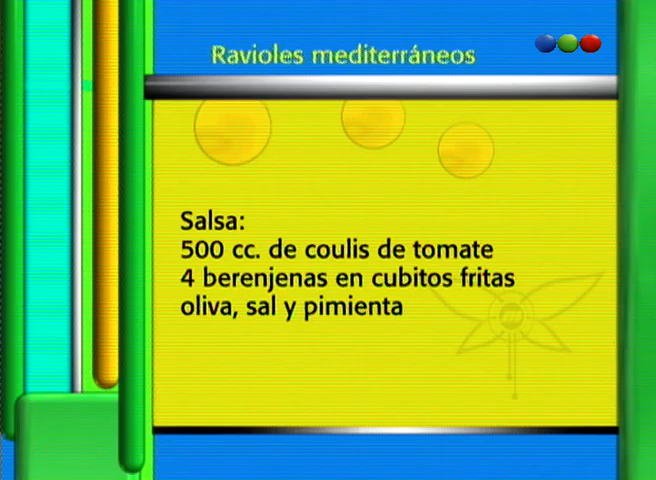 Ravioles mediterráneos
Salsa:
500 cc. de coulis de tomate
4 berenjenas en cubitos fritas
oliva, sal y pimienta